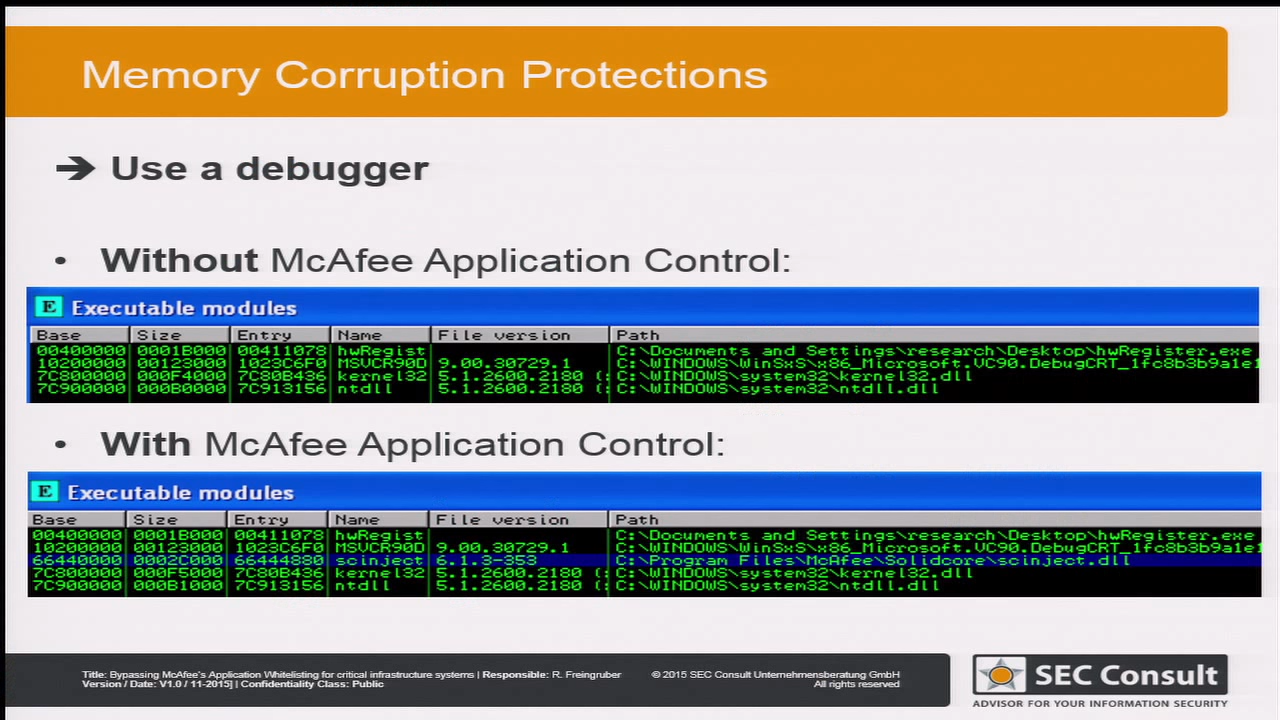 Memory Corruption Protections
➔ Use a debugger
• Without McAfee Application Control:
E Executable modules
Base Size Entry Name File version Path
00400000 0001B000 00411078 hwRegist C:\Documents and Settings\research\Desktop\hwRegister.exe
10200000 00123000 1023C6F0 MSVCR90D 9.00.30729.1 C:\WINDOWS\WinSxS\x86_Microsoft.VC90.DebugCRT_1fc8b3b9a1e1
7C800000 000F4000 7C80B436 kernel32 5.1.2600.2180 (: C:\WINDOWS\system32\kernel32.dll
7C900000 000B0000 7C913156 ntdll 5.1.2600.2180 (: C:\WINDOWS\system32\ntdll.dll
• With McAfee Application Control:
E Executable modules
Base Size Entry Name File version Path
00400000 0001B000 00411078 hwRegist C:\Documents and Settings\research\Desktop\hwRegister.exe
10200000 00123000 1023C6F0 MSVCR90D 9.00.30729.1 C:\WINDOWS\WinSxS\x86_Microsoft.VC90.DebugCRT_1fc8b3b9a1e1
66440000 0002C000 66444880 scinject 6.1.3-353 C:\Program Files\McAfee\Solidcore\scinject.dll
7C800000 000F5000 7C80B436 kernel32 5.1.2600.2180 (: C:\WINDOWS\system32\kernel32.dll
7C900000 000B1000 7C913156 ntdll 5.1.2600.2180 (: C:\WINDOWS\system32\ntdll.dll
Title: Bypassing McAfee's Application Whitelisting for critical infrastructure systems | Responsible: R. Freingruber
Version / Date: V1.0 / 11-2015] | Confidentiality Class: Public
© 2015 SEC Consult Unternehmensberatung GmbH
All rights reserved
SEC Consult
ADVISOR FOR YOUR INFORMATION SECURITY